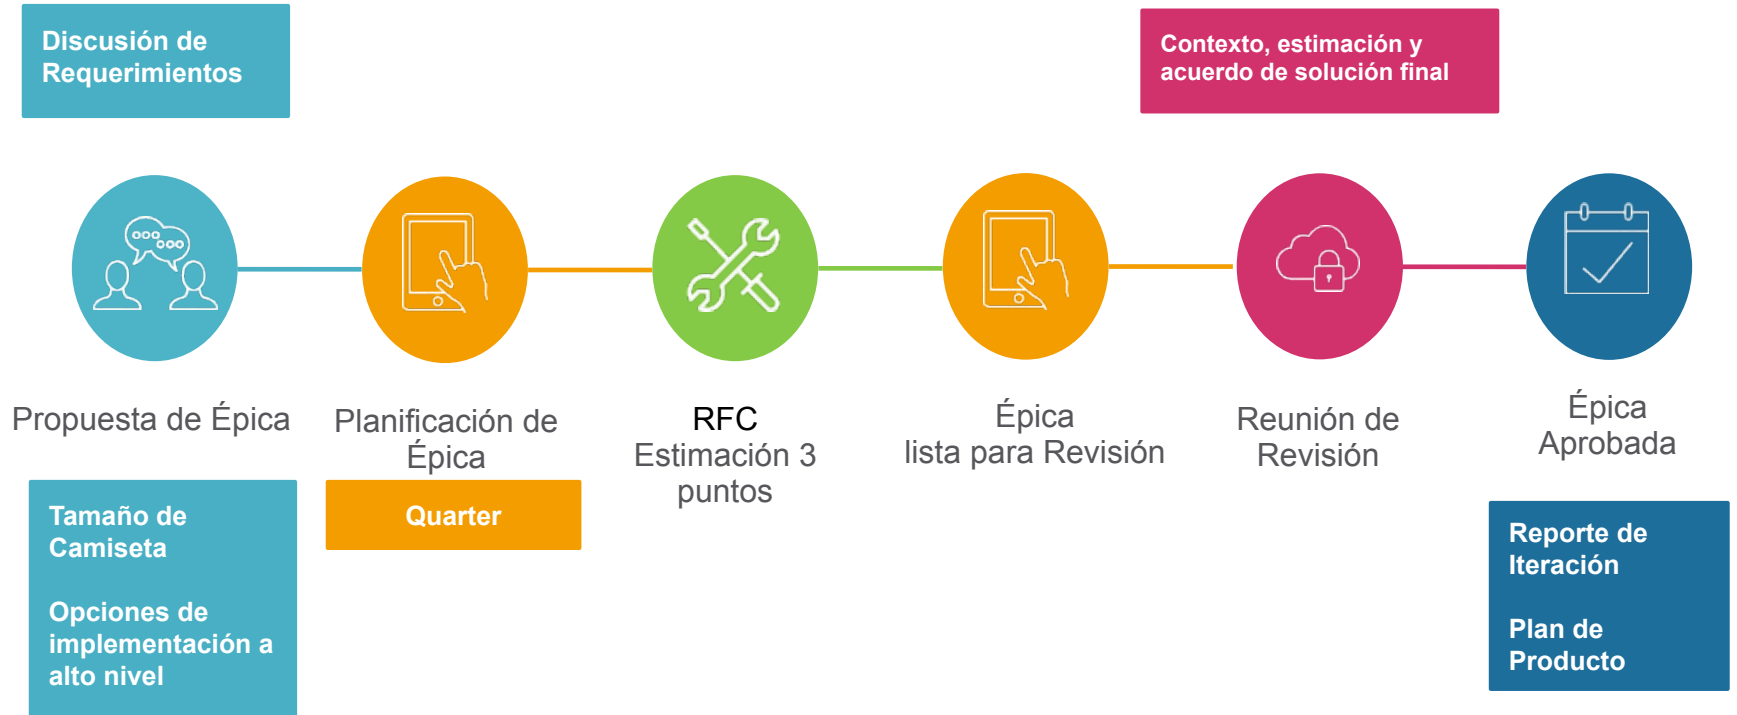 Discusión de
Requerimientos
Contexto, estimación y
acuerdo de solución final
Propuesta de Épica
Planificación de
Épica
RFC
Estimación 3
puntos
Épica
lista para Revisión
Reunión de
Revisión
Épica
Aprobada
Tamaño de
Camiseta
Opciones de
implementación a
alto nivel
Quarter
Reporte de
Iteración
Plan de
Producto